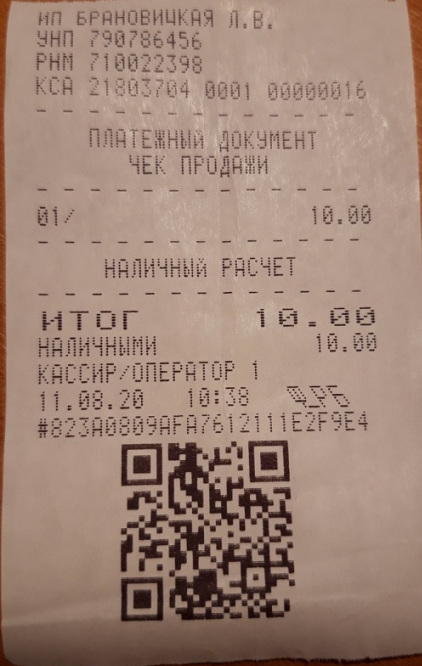 ИП БРАНОВИЦКАЯ Л.В.
УНП 790786456
РНМ 710022398
КСА 21803704 0001 00000016
ПЛАТЕЖНЫЙ ДОКУМЕНТ
ЧЕК ПРОДАЖИ
01/ 10.00
НАЛИЧНЫЙ РАСЧЕТ
ИТОГ 10.00
НАЛИЧНЫМИ 10.00
КАССИР/ОПЕРАТОР 1
11.08.20 10:38
#823A0809AFA7612111E2F9E4